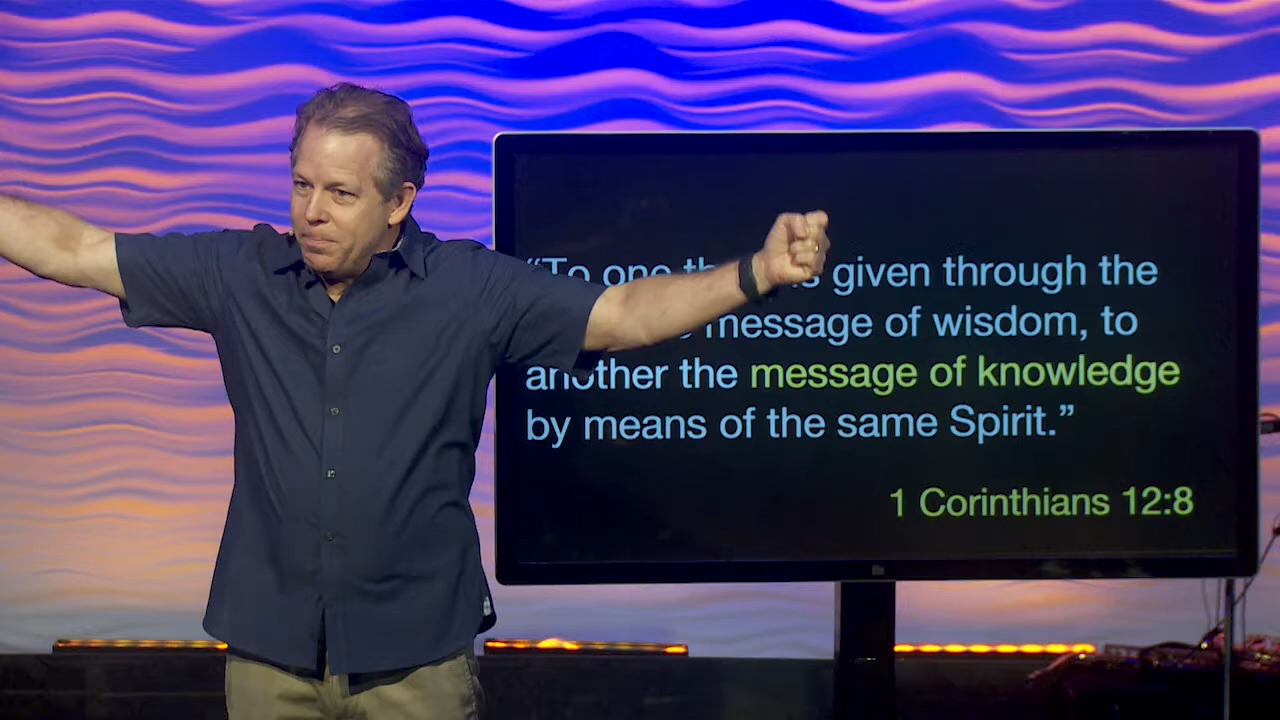 “To one given through the
message of wisdom, to
another the message of knowledge
by means of the same Spirit.”
1 Corinthians 12:8